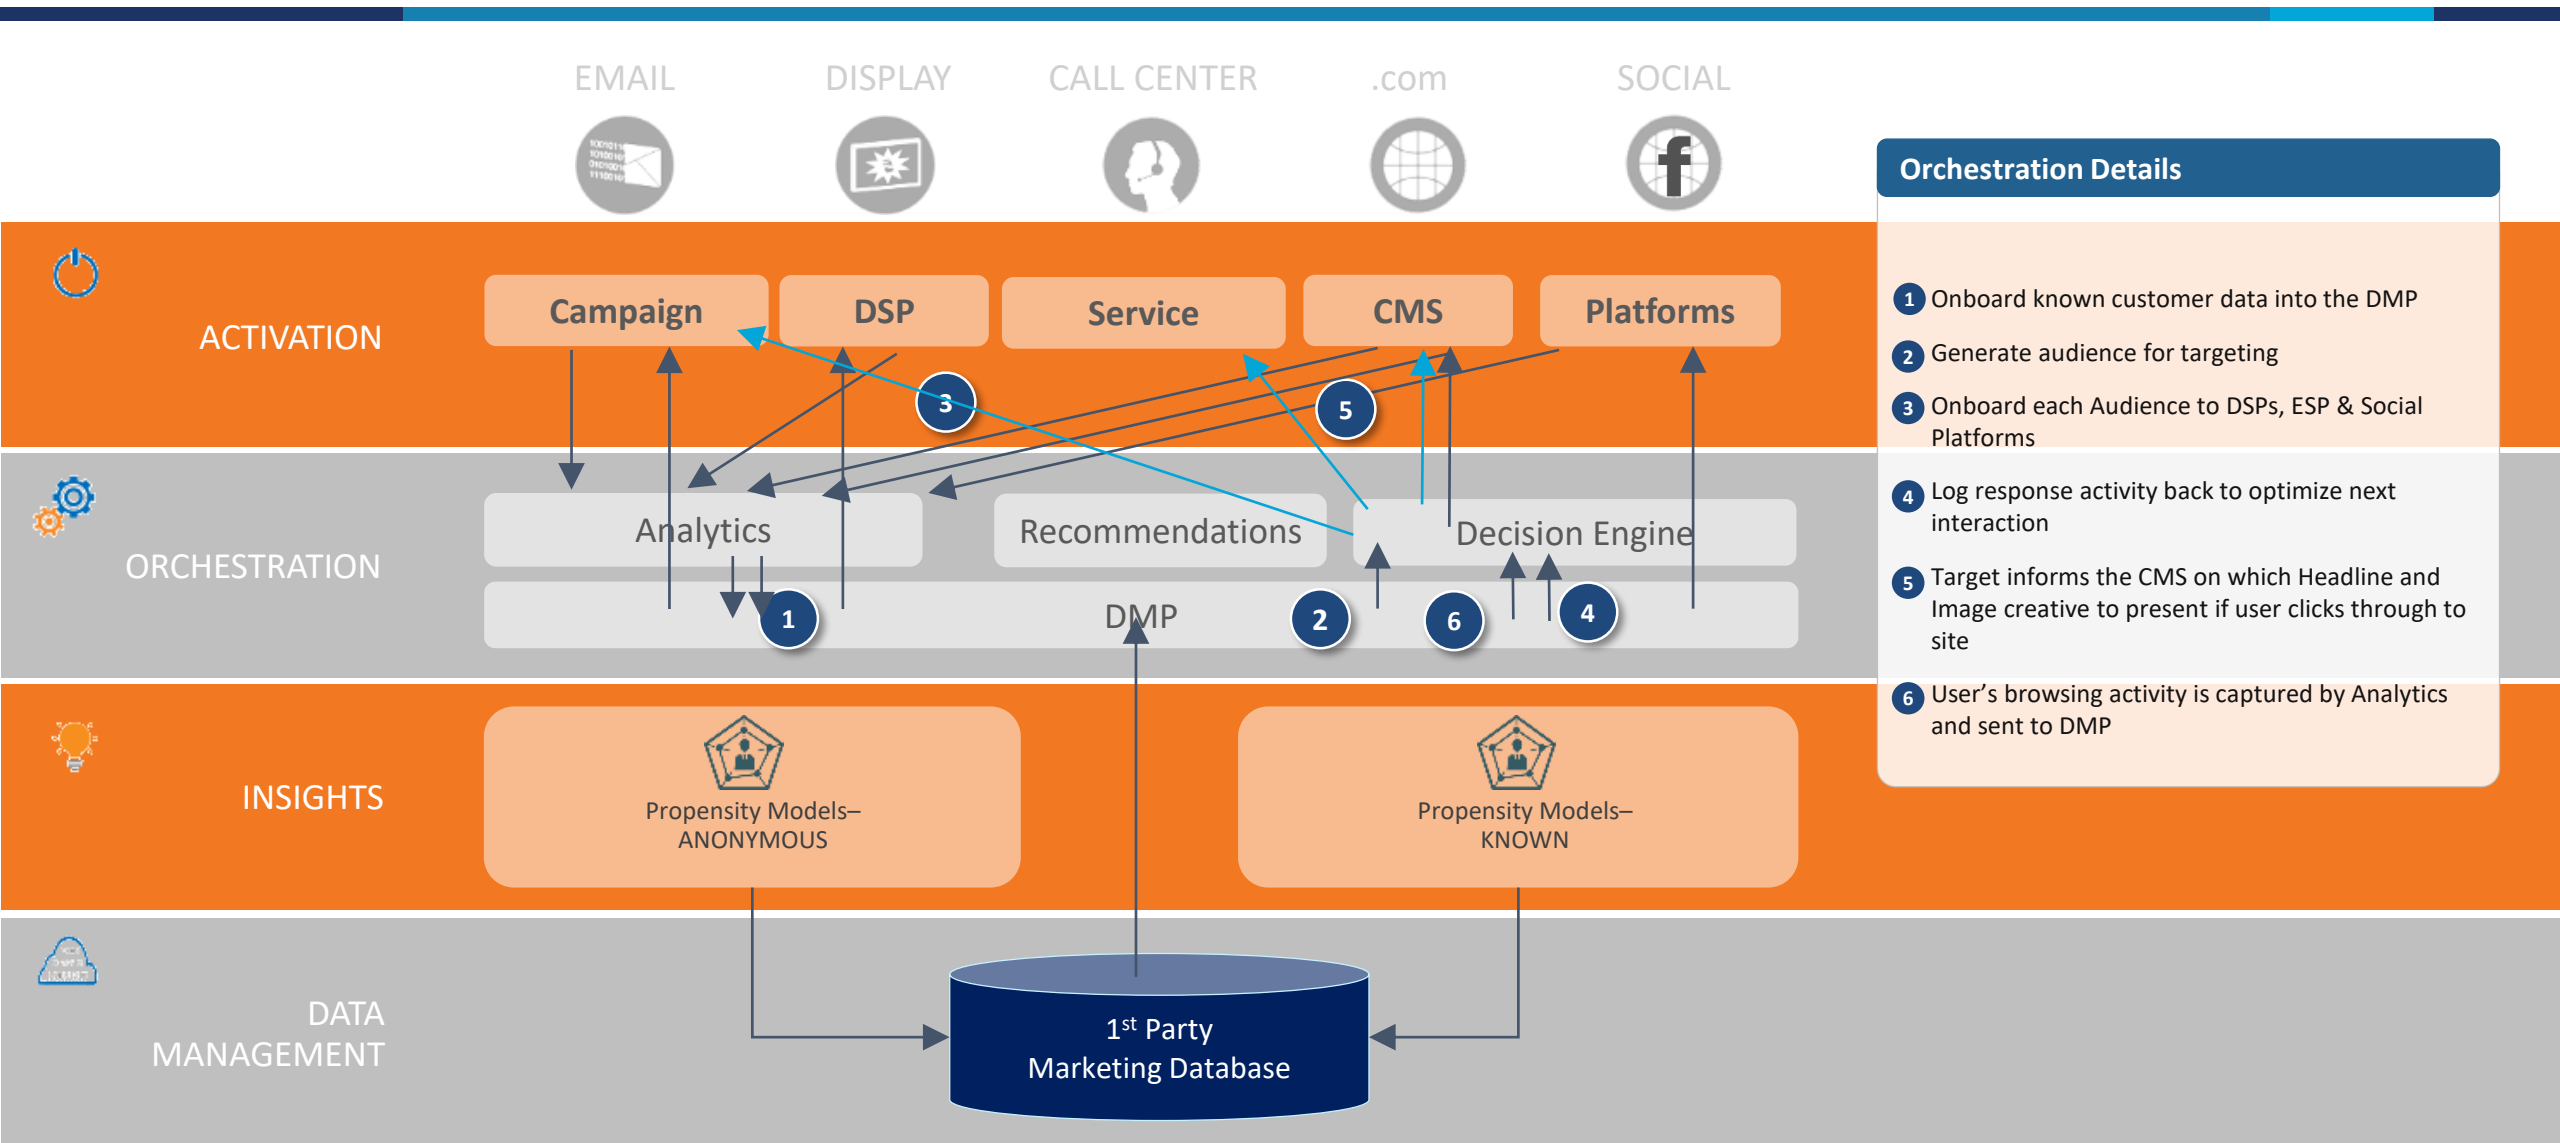 EMAIL
DISPLAY
CALL CENTER
.com
SOCIAL
f
Orchestration Details
1 Onboard known customer data into the DMP
2 Generate audience for targeting
3 Onboard each Audience to DSPs, ESP & Social
Platforms
4 Log response activity back to optimize next
interaction
5 Target informs the CMS on which Headline and
Image creative to present if user clicks through to
site
6 User’s browsing activity is captured by Analytics
and sent to DMP
ACTIVATION
Campaign
DSP
Service
CMS
Platforms
3
5
ORCHESTRATION
Analytics
Recommendations
Decision Engine
DMP
1
2
6
4
INSIGHTS
Propensity Models–
ANONYMOUS
Propensity Models–
KNOWN
DATA
MANAGEMENT
1st Party
Marketing Database